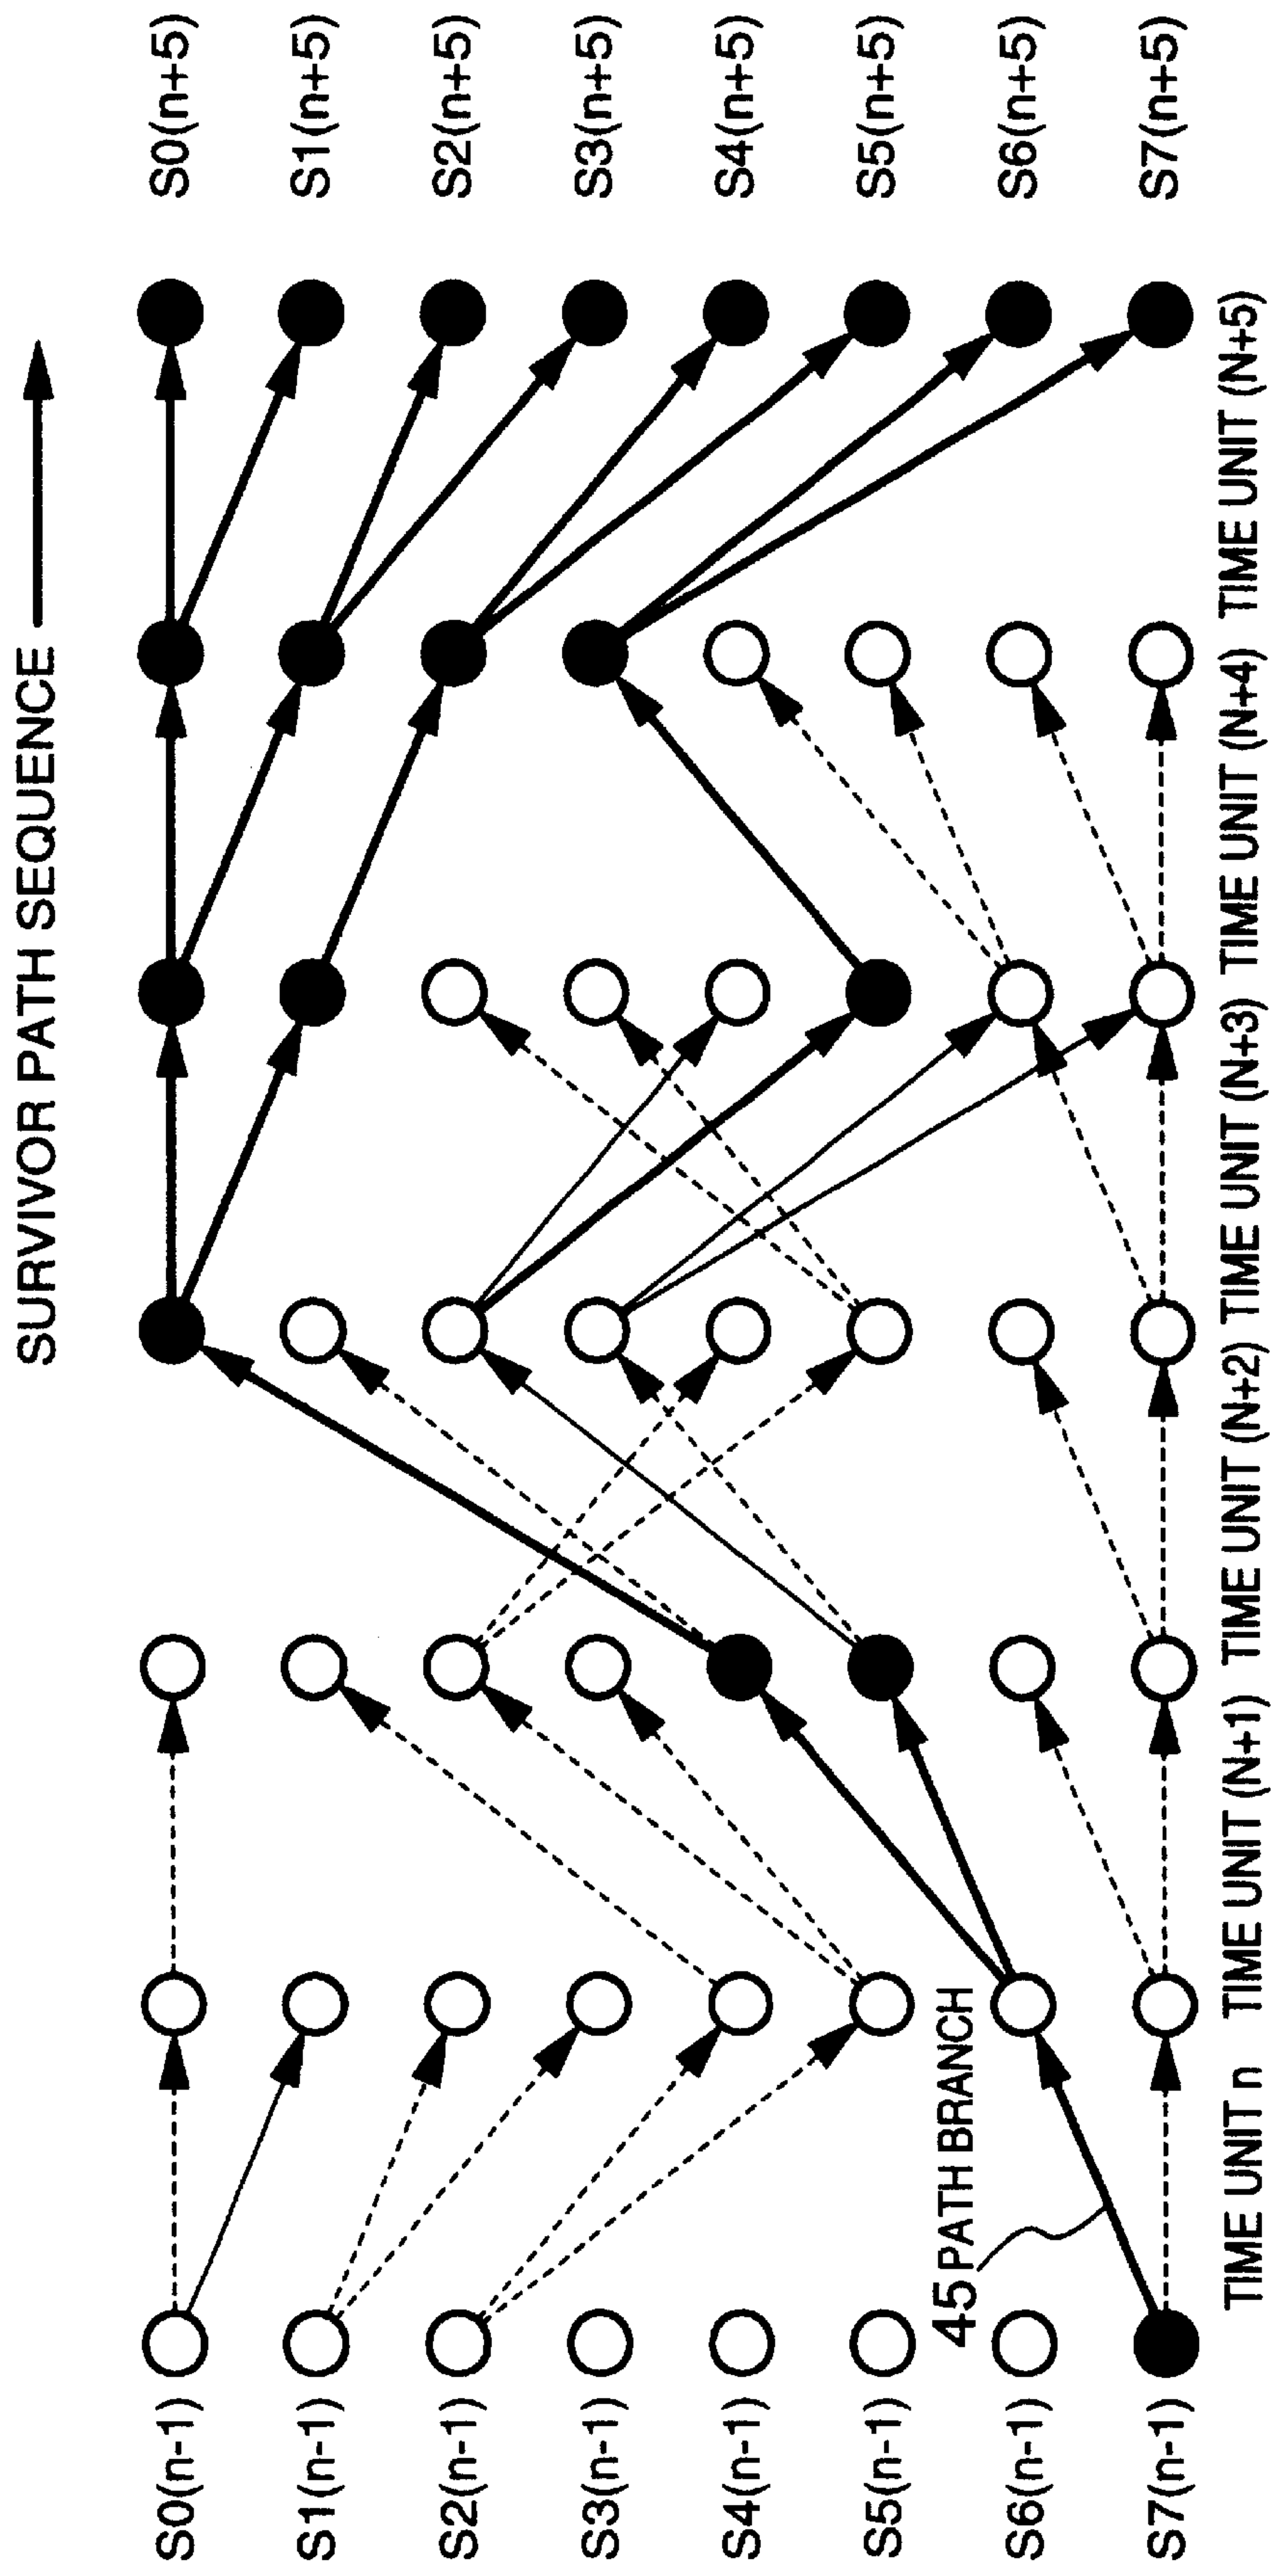 SURVIVOR PATH SEQUENCE
S0(n-1)
S1(n-1)
S2(n-1)
S3(n-1)
S4(n-1)
S5(n-1)
S6(n-1)
S7(n-1)
45 PATH BRANCH
S0(n+5)
S1(n+5)
S2(n+5)
S3(n+5)
S4(n+5)
S5(n+5)
S6(n+5)
S7(n+5)
TIME UNIT n TIME UNIT (N+1) TIME UNIT (N+2) TIME UNIT (N+3) TIME UNIT (N+4) TIME UNIT (N+5)